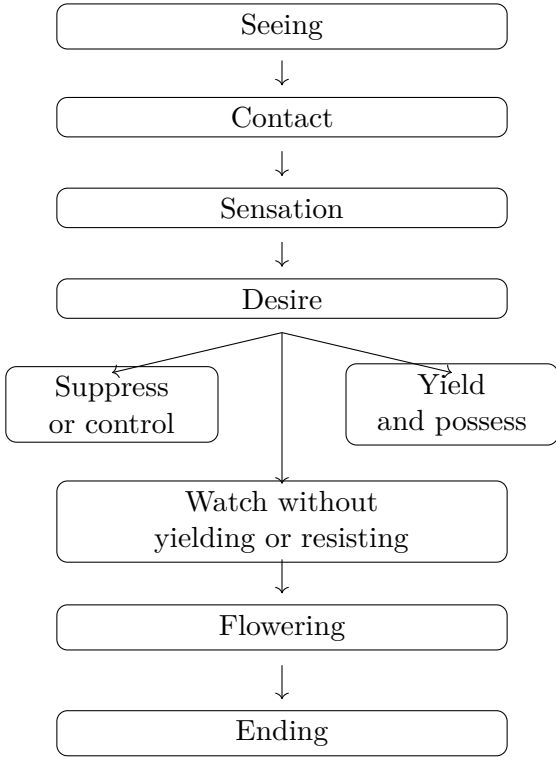 Seeing
Contact
Sensation
Desire
Suppress
or control
Yield
and possess
Watch without
yielding or resisting
Flowering
Ending